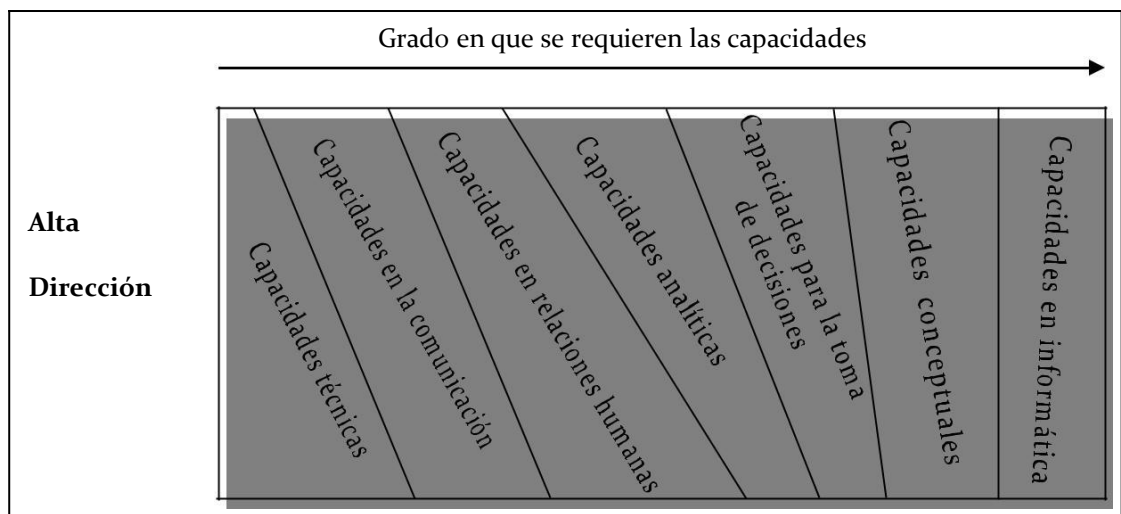 Grado en que se requieren las capacidades
Alta
Dirección
Capacidades técnicas
Capacidades en la comunicación
Capacidades en relaciones humanas
Capacidades analíticas
Capacidades para la toma
de decisiones
Capacidades conceptuales
Capacidades en informática